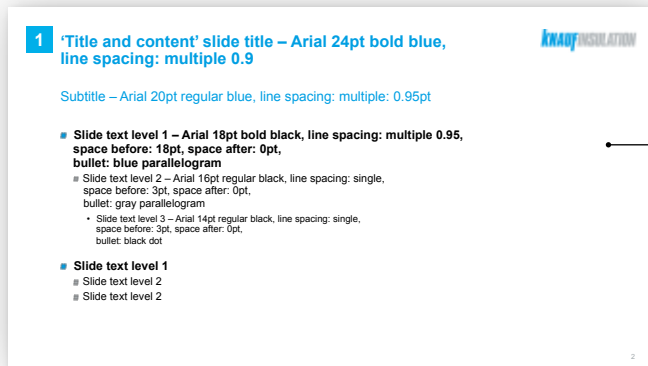 1
‘Title and content’ slide title – Arial 24pt bold blue,
line spacing: multiple 0.9
KNAUFINSULATION
Subtitle – Arial 20pt regular blue, line spacing: multiple: 0.95pt
Slide text level 1 – Arial 18pt bold black, line spacing: multiple 0.95,
space before: 18pt, space after: 0pt,
bullet: blue parallelogram
Slide text level 2 – Arial 16pt regular black, line spacing: single,
space before: 3pt, space after: 0pt,
bullet: gray parallelogram
• Slide text level 3 – Arial 14pt regular black, line spacing: single,
space before: 3pt, space after: 0pt,
bullet: black dot
Slide text level 1
Slide text level 2
Slide text level 2
2